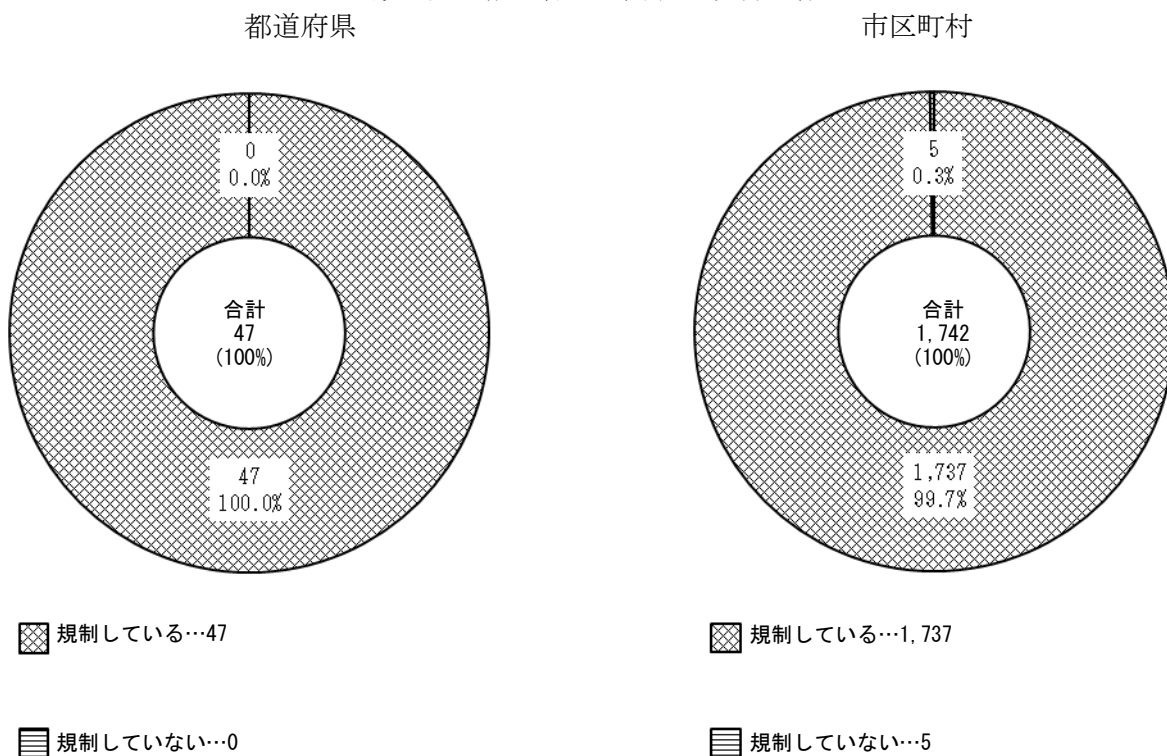 都道府県
0
0.0%
合計
47
(100%)
47
100.0%
規制している…47
規制していない…0
市区町村
5
0.3%
合計
1,742
(100%)
1,737
99.7%
規制している…1,737
規制していない…5